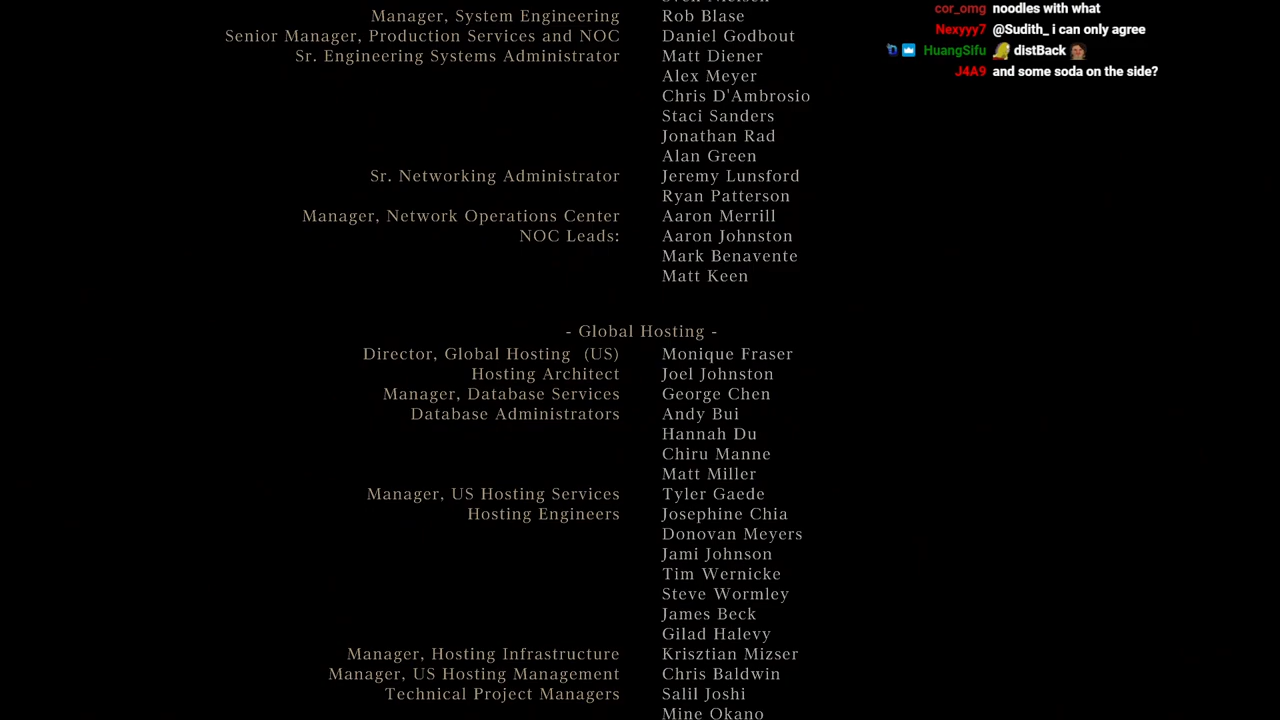 Manager, System Engineering Rob Blase
Senior Manager, Production Services and NOC Daniel Godbout
Sr. Engineering Systems Administrator Matt Diener
Alex Meyer
Chris D'Ambrosio
Staci Sanders
Jonathan Rad
Alan Green
Sr. Networking Administrator Jeremy Lunsford
Ryan Patterson
Manager, Network Operations Center Aaron Merrill
NOC Leads: Aaron Johnston
Mark Benavente
Matt Keen
- Global Hosting -
Director, Global Hosting (US) Monique Fraser
Hosting Architect Joel Johnston
Manager, Database Services George Chen
Database Administrators Andy Bui
Hannah Du
Chiru Manne
Matt Miller
Manager, US Hosting Services Tyler Gaede
Hosting Engineers Josephine Chia
Donovan Meyers
Jami Johnson
Tim Wernicke
Steve Wormley
James Beck
Gilad Halevy
Manager, Hosting Infrastructure Krisztian Mizser
Manager, US Hosting Management Chris Baldwin
Technical Project Managers Salil Joshi
Mine Okano
cor_omg noodles with what
Nexyyy7 @Sudith_ i can only agree
HuangSifu distBack
J4A9 and some soda on the side?